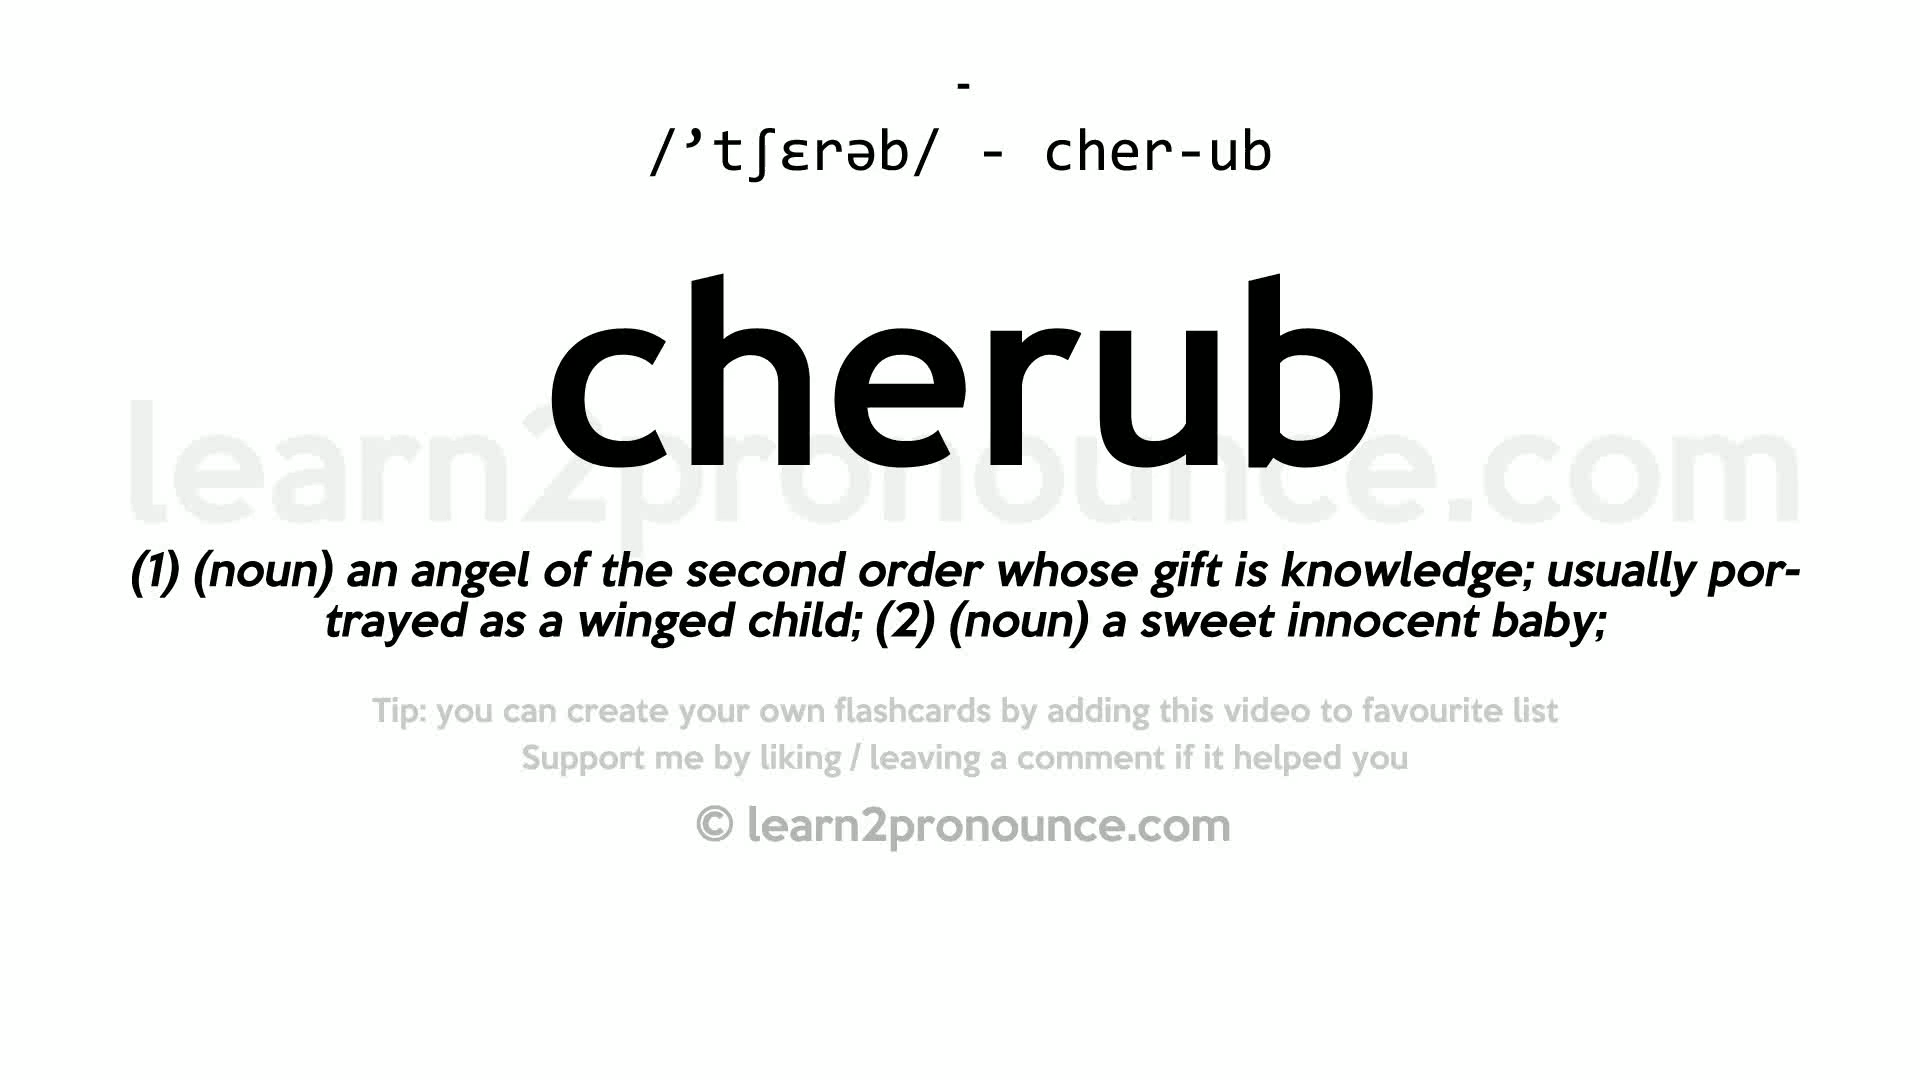 -
/’tʃɛrəb/ - cher-ub
cherub
learn2pronounce.com
(1) (noun) an angel of the second order whose gift is knowledge; usually por-
trayed as a winged child; (2) (noun) a sweet innocent baby;
Tip: you can create your own flashcards by adding this video to favourite list
Support me by liking / leaving a comment if it helped you
© learn2pronounce.com